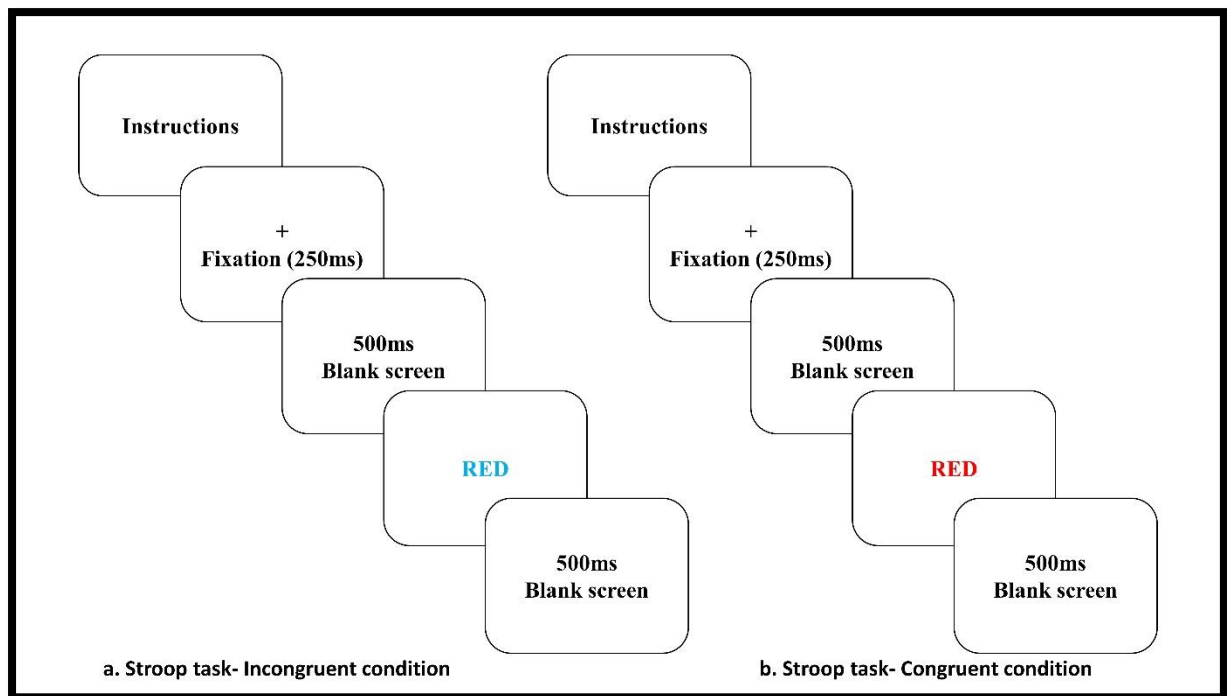 Instructions
+
Fixation (250ms)
500ms
Blank screen
RED
500ms
Blank screen
a. Stroop task- Incongruent condition
Instructions
+
Fixation (250ms)
500ms
Blank screen
RED
500ms
Blank screen
b. Stroop task- Congruent condition